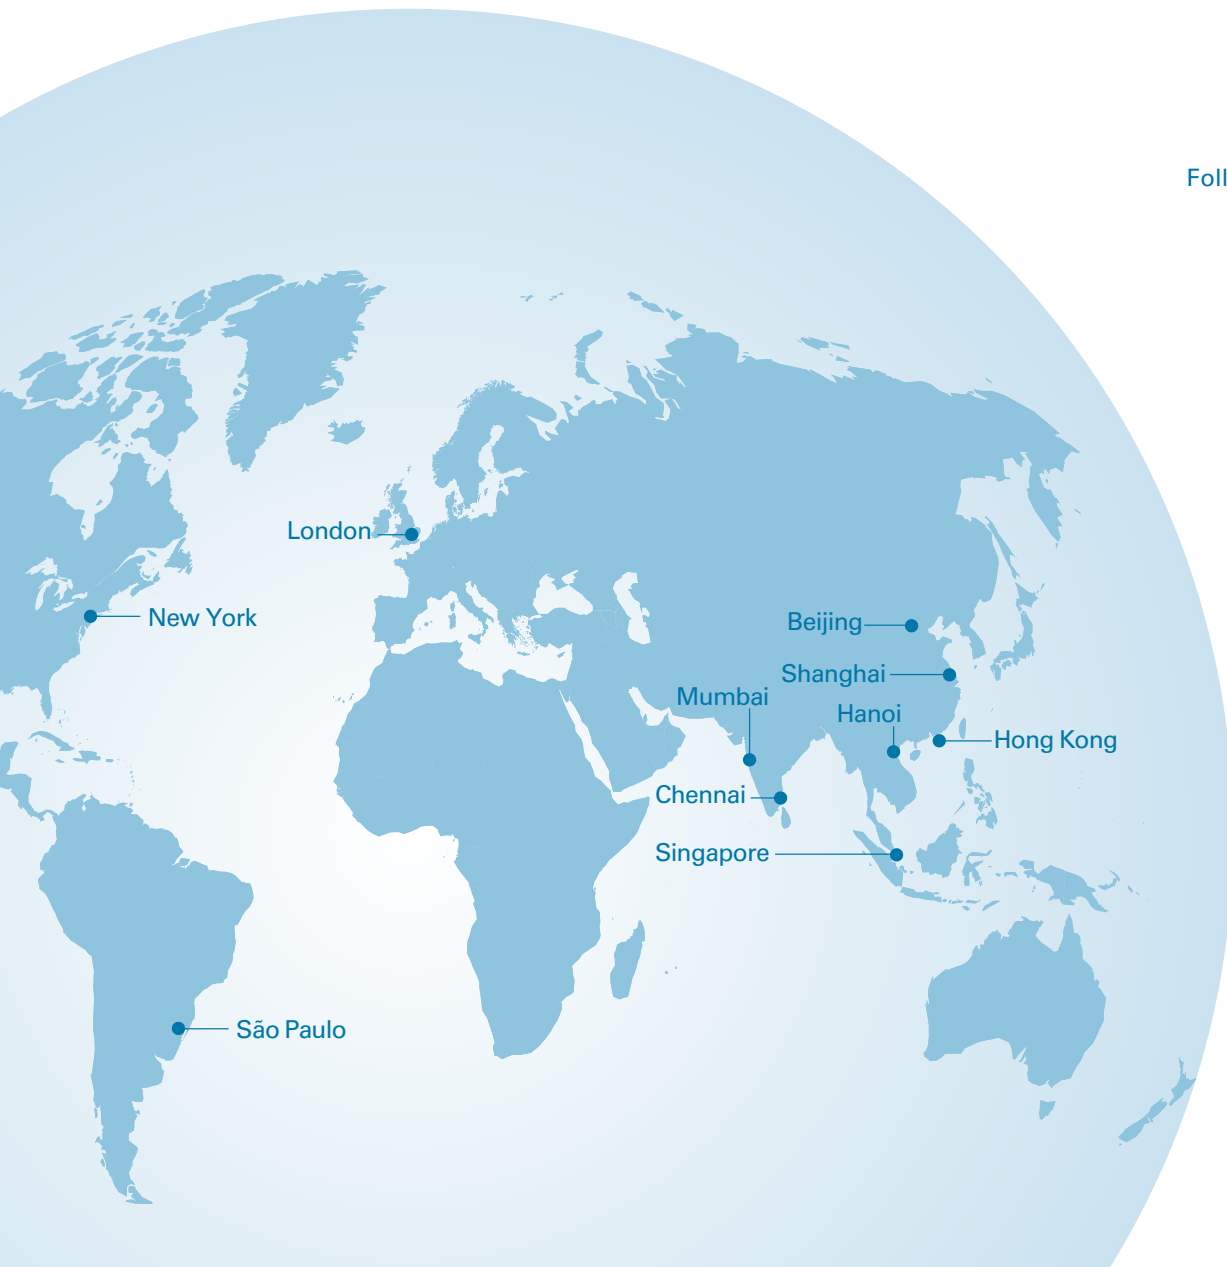 Foll
London
New York
Beijing
Shanghai
Mumbai
Hanoi
Hong Kong
Chennai
Singapore
São Paulo